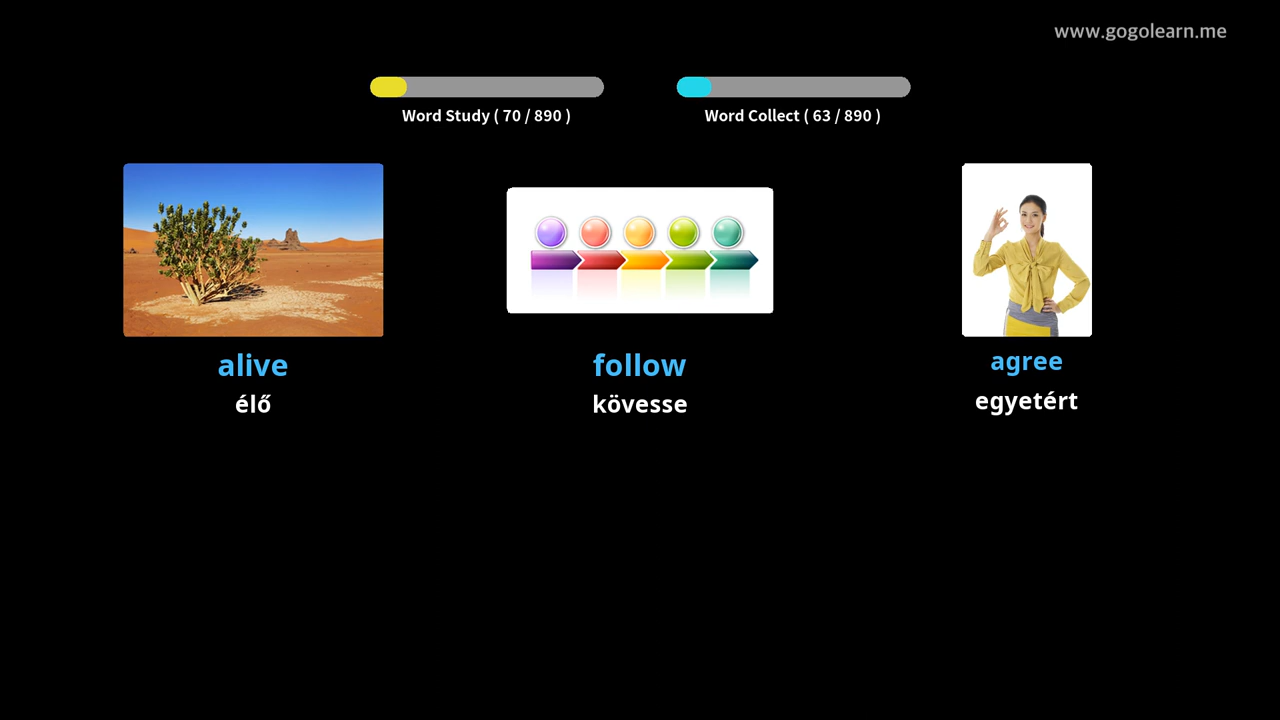 www.gogolearn.me
Word Study ( 70 / 890 )
Word Collect ( 63 / 890 )
alive
élő
follow
kövesse
agree
egyetért